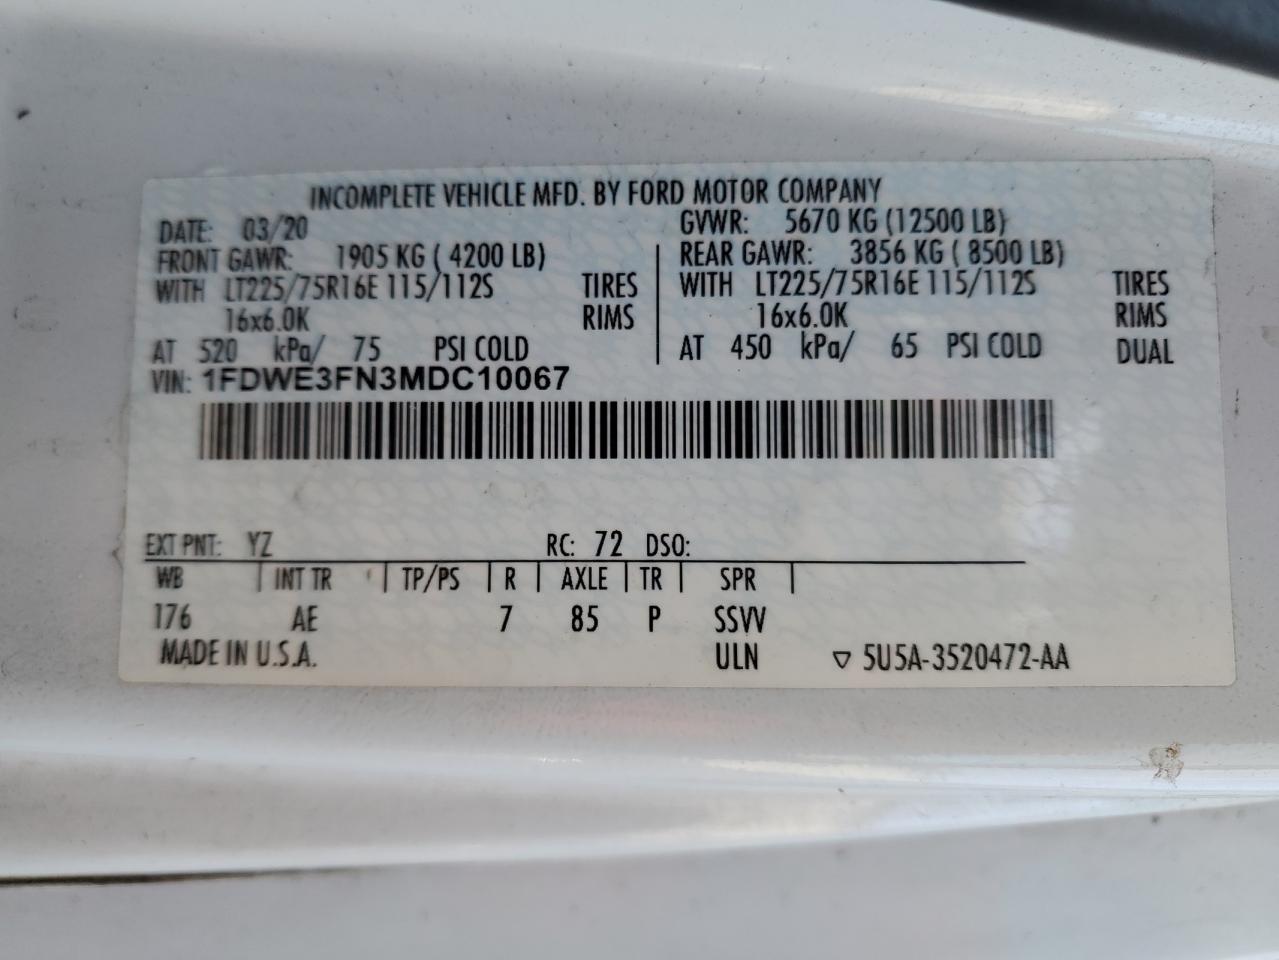 INCOMPLETE VEHICLE MFD. BY FORD MOTOR COMPANY
DATE: 03/20 GVWR: 5670 KG (12500 LB)
FRONT GAWR: 1905 KG ( 4200 LB) REAR GAWR: 3856 KG ( 8500 LB)
WITH LT225/75R16E 115/112S TIRES WITH LT225/75R16E 115/112S TIRES
16x6.0K RIMS 16x6.0K RIMS
AT 520 kPa/ 75 PSI COLD AT 450 kPa/ 65 PSI COLD DUAL
VIN: 1FDWE3FN3MDC10067
EXT PNT: YZ RC: 72 DSO:
WB INT TR TP/PS R AXLE TR SPR
176 AE 7 85 P SSVV
MADE IN U.S.A. ULN ▽ 5U5A-3520472-AA